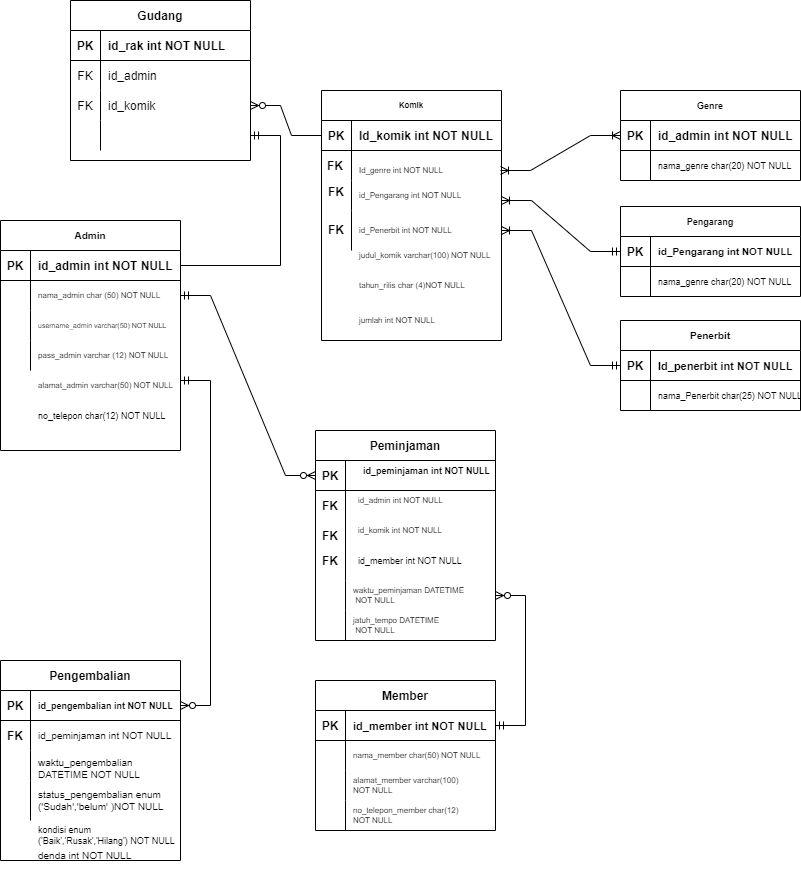 Gudang
PK id_rak int NOT NULL
FK id_admin
FK id_komik
Komik
PK Id_komik int NOT NULL
FK Id_genre int NOT NULL
FK id_Pengarang int NOT NULL
FK id_Penerbit int NOT NULL
judul_komik varchar(100) NOT NULL
tahun_rilis char (4)NOT NULL
jumlah int NOT NULL
Genre
PK id_admin int NOT NULL
nama_genre char(20) NOT NULL
Pengarang
PK id_Pengarang int NOT NULL
nama_genre char(20) NOT NULL
Penerbit
PK Id_penerbit int NOT NULL
nama_Penerbit char(25) NOT NULL
Admin
PK id_admin int NOT NULL
nama_admin char (50) NOT NULL
username_admin varchar(50) NOT NULL
pass_admin varchar (12) NOT NULL
alamat_admin varchar(50) NOT NULL
no_telepon char(12) NOT NULL
Peminjaman
PK id_peminjaman int NOT NULL
FK id_admin int NOT NULL
FK id_komik int NOT NULL
FK id_member int NOT NULL
waktu_peminjaman DATETIME
NOT NULL
jatuh_tempo DATETIME
NOT NULL
Pengembalian
PK id_pengembalian int NOT NULL
FK id_peminjaman int NOT NULL
waktu_pengembalian
DATETIME NOT NULL
status_pengembalian enum
('Sudah','belum' )NOT NULL
kondisi enum
('Baik','Rusak','Hilang') NOT NULL
denda int NOT NULL
Member
PK id_member int NOT NULL
nama_member char(50) NOT NULL
alamat_member varchar(100)
NOT NULL
no_telepon_member char(12)
NOT NULL